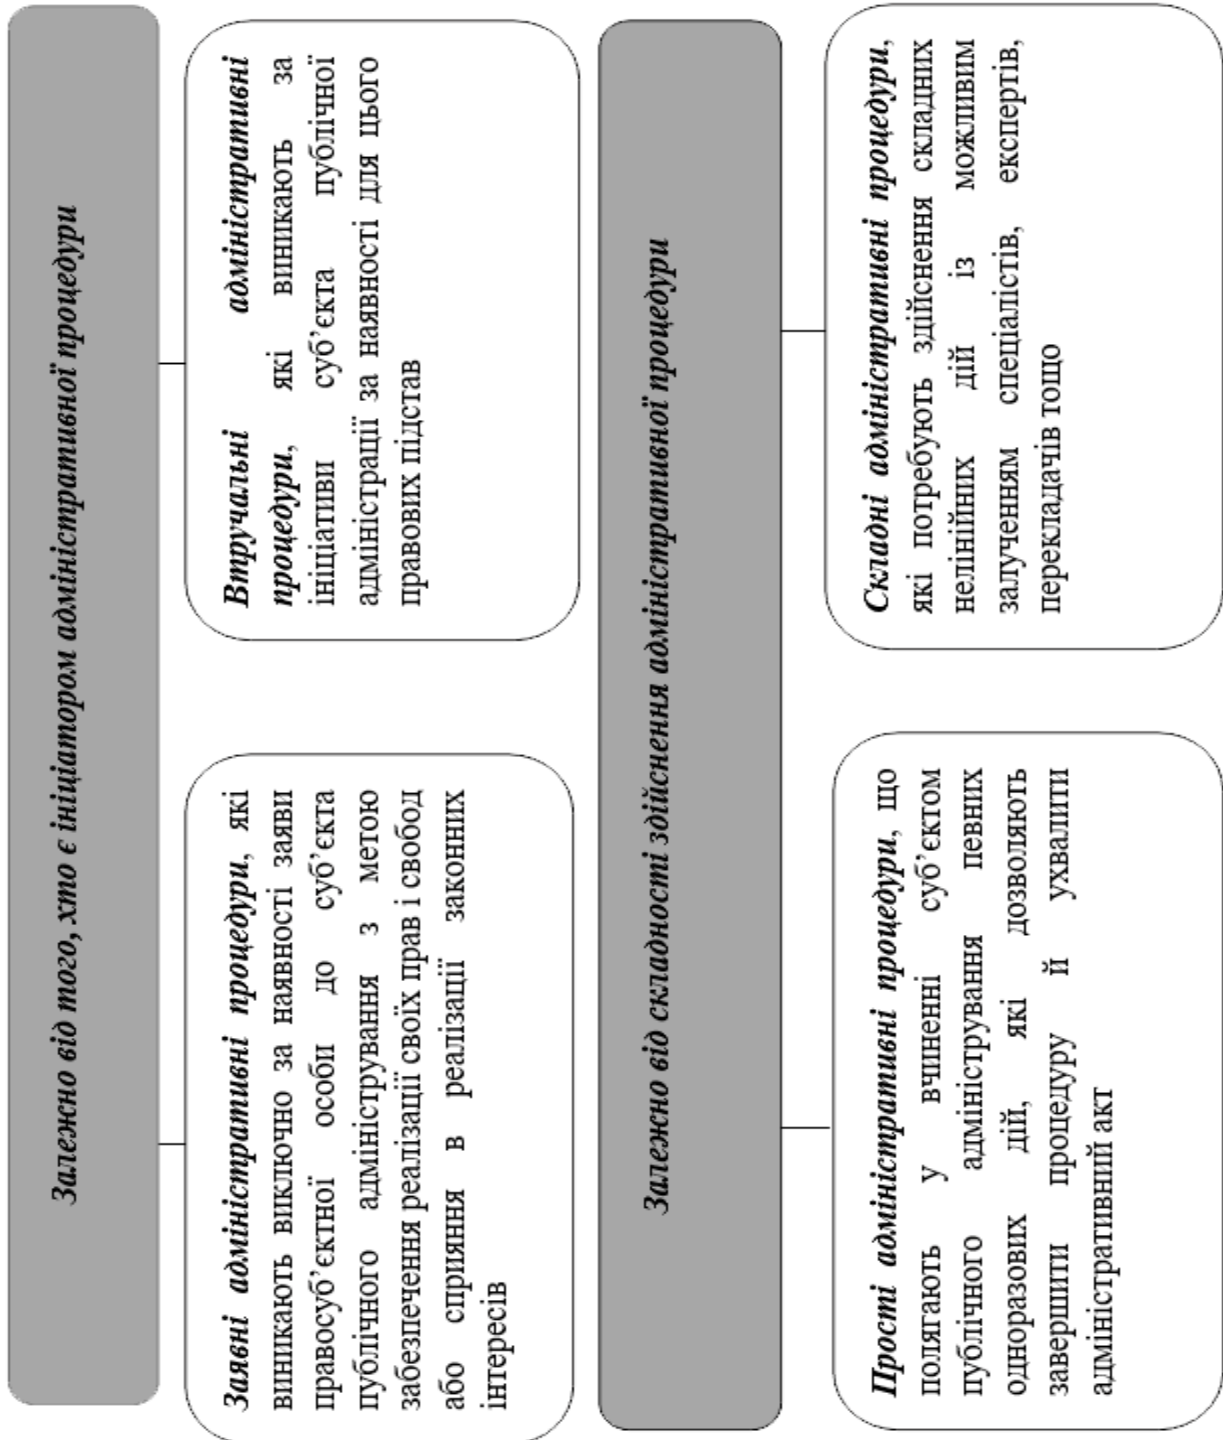 Залежно від того, хто є ініціатором адміністративної процедури
Заявні адміністративні процедури, які
виникають виключно за наявності заяви
правосуб’єктної особи до суб’єкта
публічного адміністрування з метою
забезпечення реалізації своїх прав і свобод
або сприяння в реалізації законних
інтересів
Втручальні адміністративні
процедури, які виникають за
ініціативи суб’єкта публічної
адміністрації за наявності для цього
правових підстав
Залежно від складності здійснення адміністративної процедури
Прості адміністративні процедури, що
полягають у вчиненні суб’єктом
публічного адміністрування певних
одноразових дій, які дозволяють
завершити процедуру й ухвалити
адміністративний акт
Складні адміністративні процедури,
які потребують здійснення складних
нелінійних дій із можливим
залученням спеціалістів, експертів,
перекладачів тощо